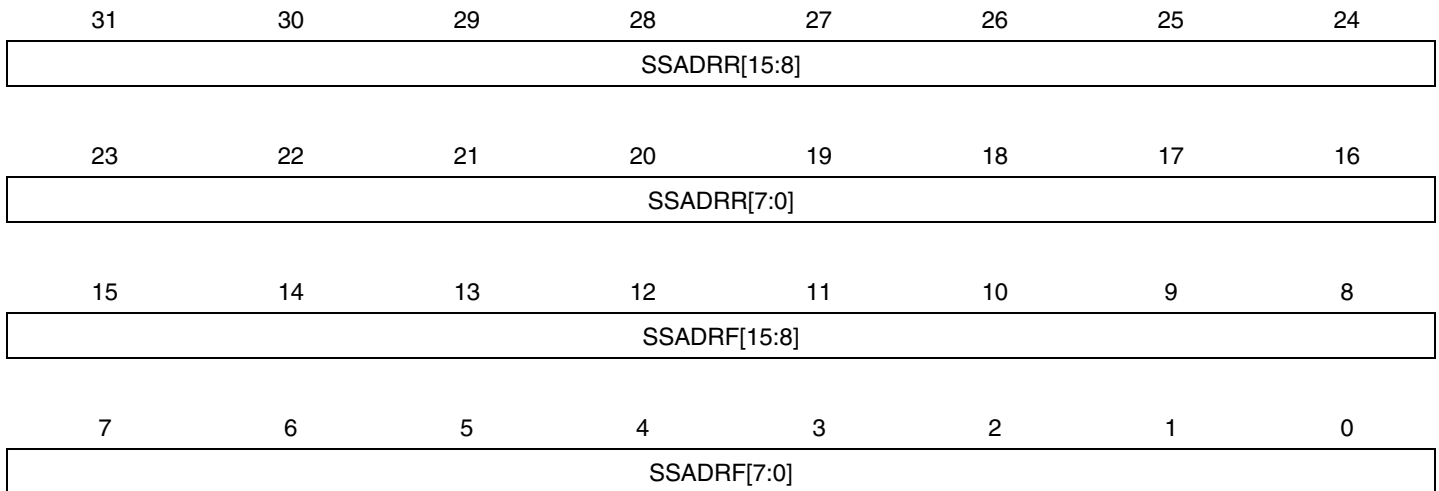 31 30 29 28 27 26 25 24
SSADRR[15:8]
23 22 21 20 19 18 17 16
SSADRR[7:0]
15 14 13 12 11 10 9 8
SSADRF[15:8]
7 6 5 4 3 2 1 0
SSADRF[7:0]